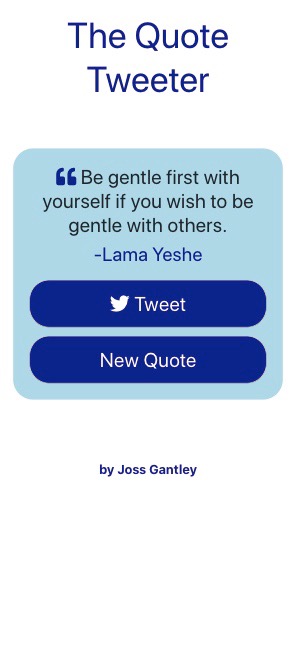 The Quote
Tweeter
❝ Be gentle first with
yourself if you wish to be
gentle with others.
-Lama Yeshe
Tweet
New Quote
by Joss Gantley